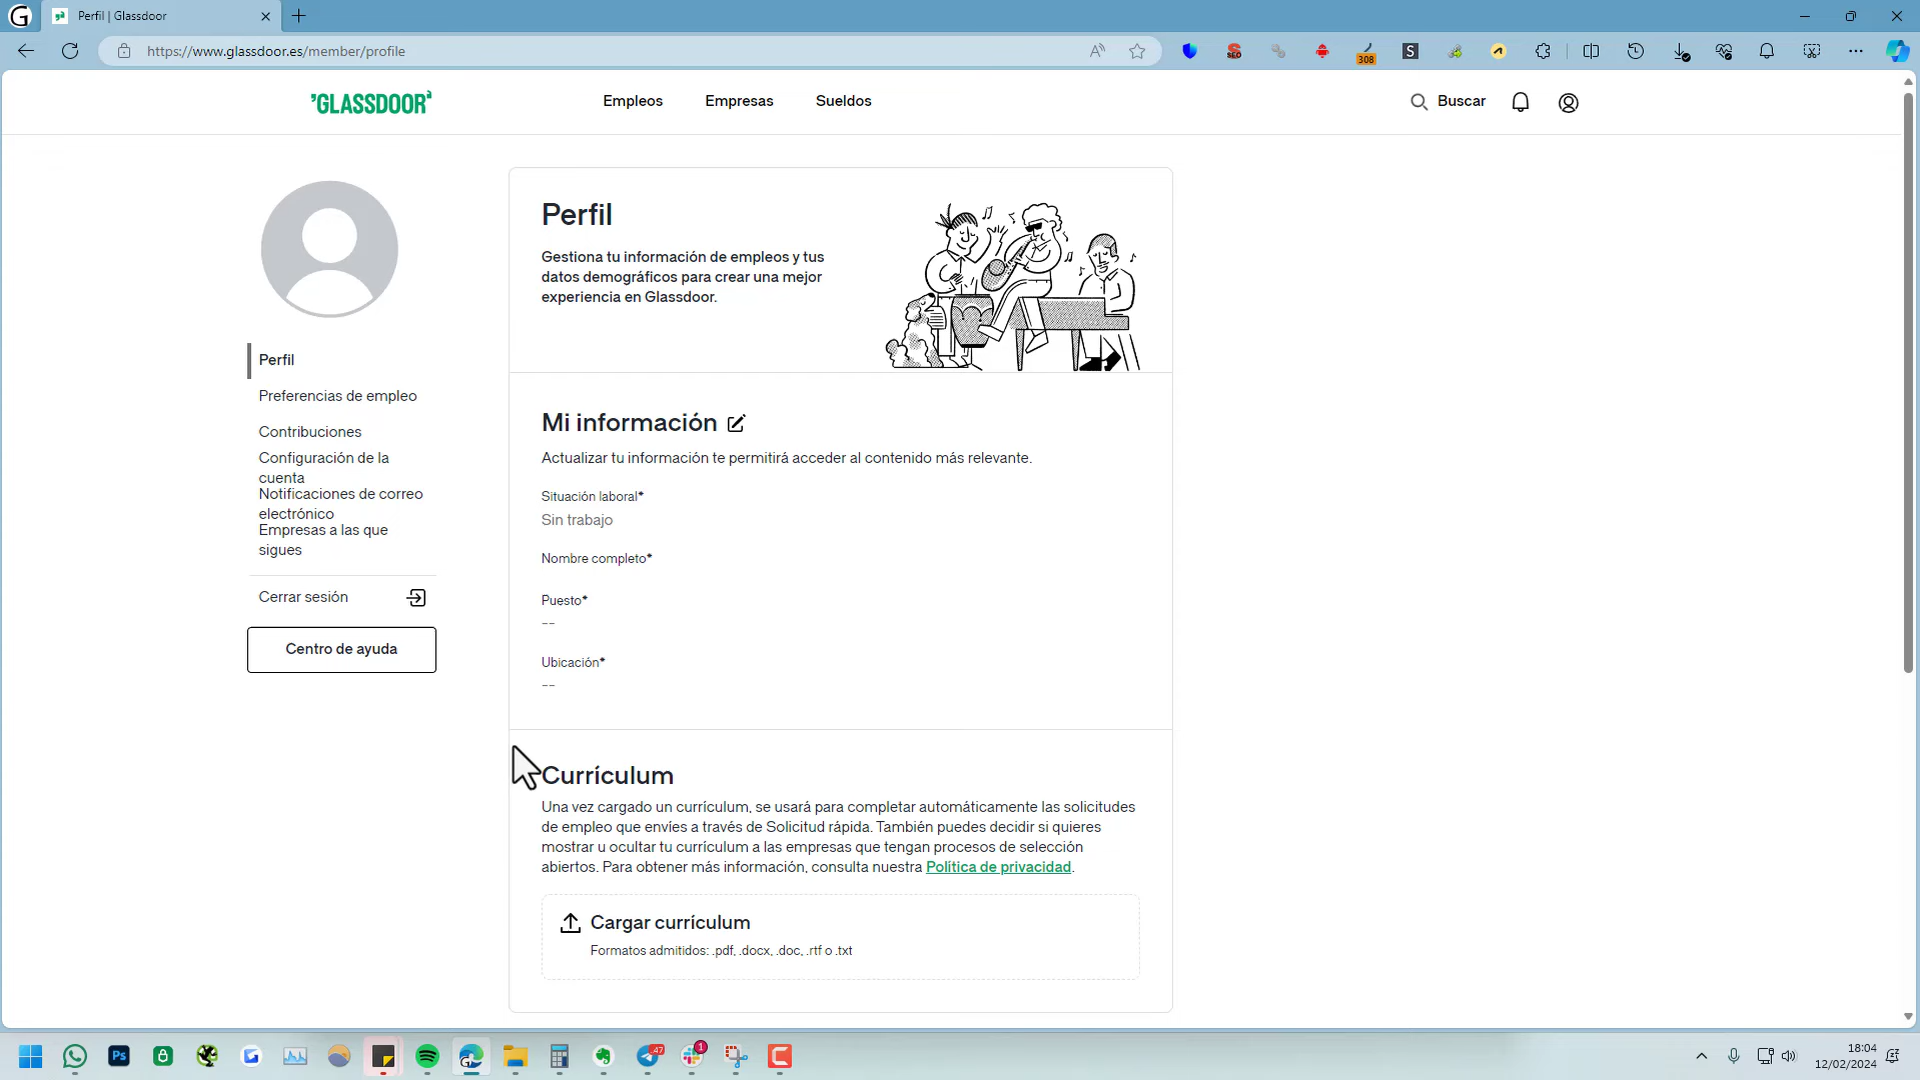 Perfil | Glassdoor
https://www.glassdoor.es/member/profile
308
GLASSDOOR
Empleos
Empresas
Sueldos
Buscar
Perfil
Gestiona tu información de empleos y tus
datos demográficos para crear una mejor
experiencia en Glassdoor.
Perfil
Preferencias de empleo
Contribuciones
Configuración de la
cuenta
Notificaciones de correo
electrónico
Empresas a las que
sigues
Cerrar sesión
Centro de ayuda
Mi información
Actualizar tu información te permitirá acceder al contenido más relevante.
Situación laboral*
Sin trabajo
Nombre completo*
Puesto*
--
Ubicación*
--
Currículum
Una vez cargado un currículum, se usará para completar automáticamente las solicitudes
de empleo que envíes a través de Solicitud rápida. También puedes decidir si quieres
mostrar u ocultar tu currículum a las empresas que tengan procesos de selección
abiertos. Para obtener más información, consulta nuestra Política de privacidad.
Cargar currículum
Formatos admitidos: .pdf, .docx, .doc, .rtf o .txt
Ps
47
1
18:04
12/02/2024